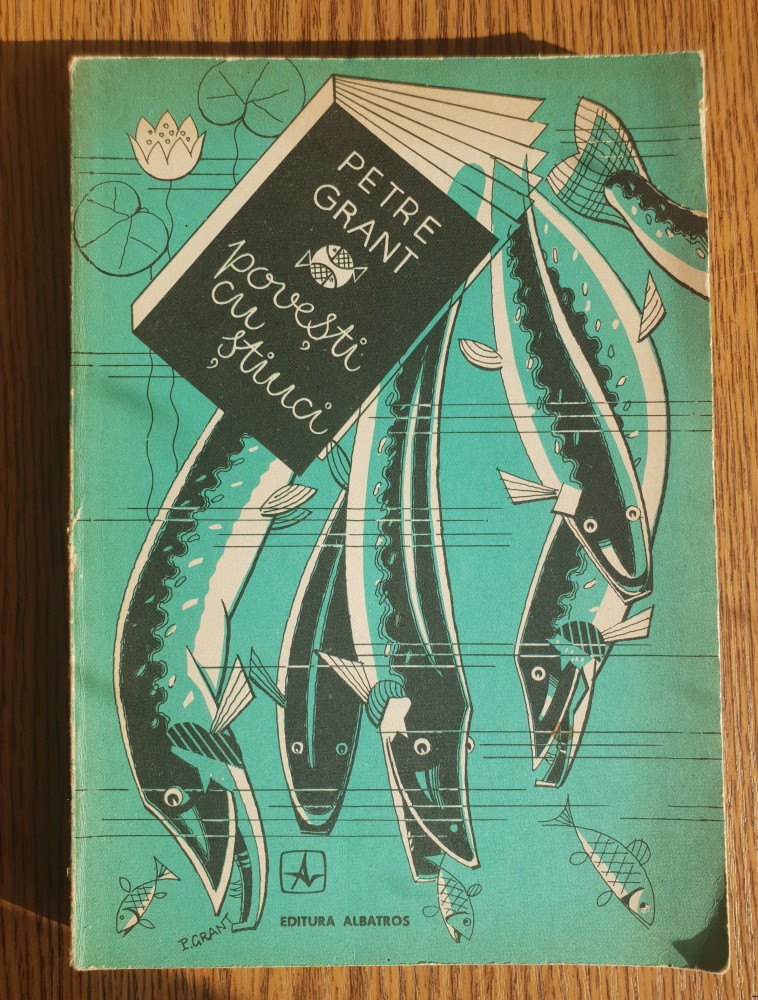 PETRE
GRANT
povești
cu
știuci
P.GRANT
EDITURA ALBATROS